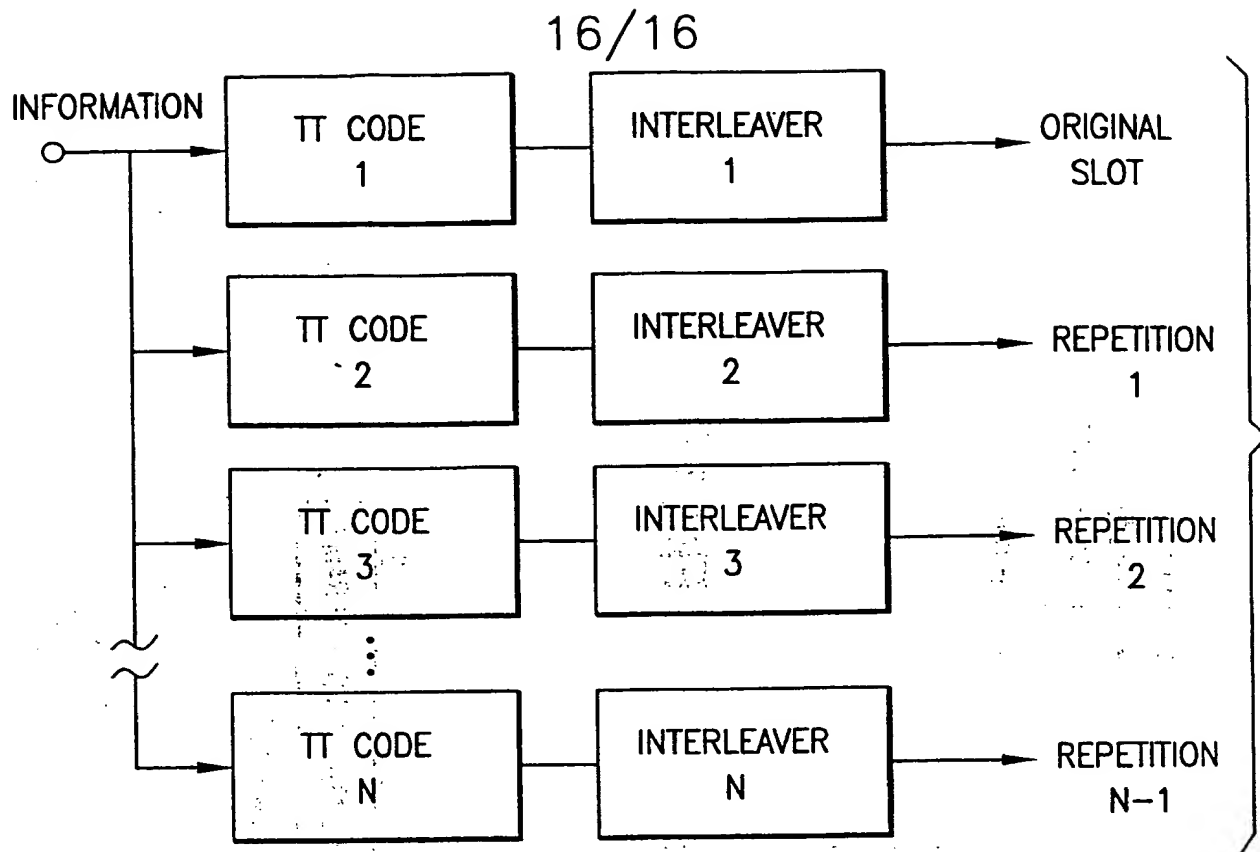 16/16
INFORMATION
TT CODE
1
INTERLEAVER
1
ORIGINAL
SLOT
TT CODE
2
INTERLEAVER
2
REPETITION
1
TT CODE
3
INTERLEAVER
3
REPETITION
2
TT CODE
N
INTERLEAVER
N
REPETITION
N-1